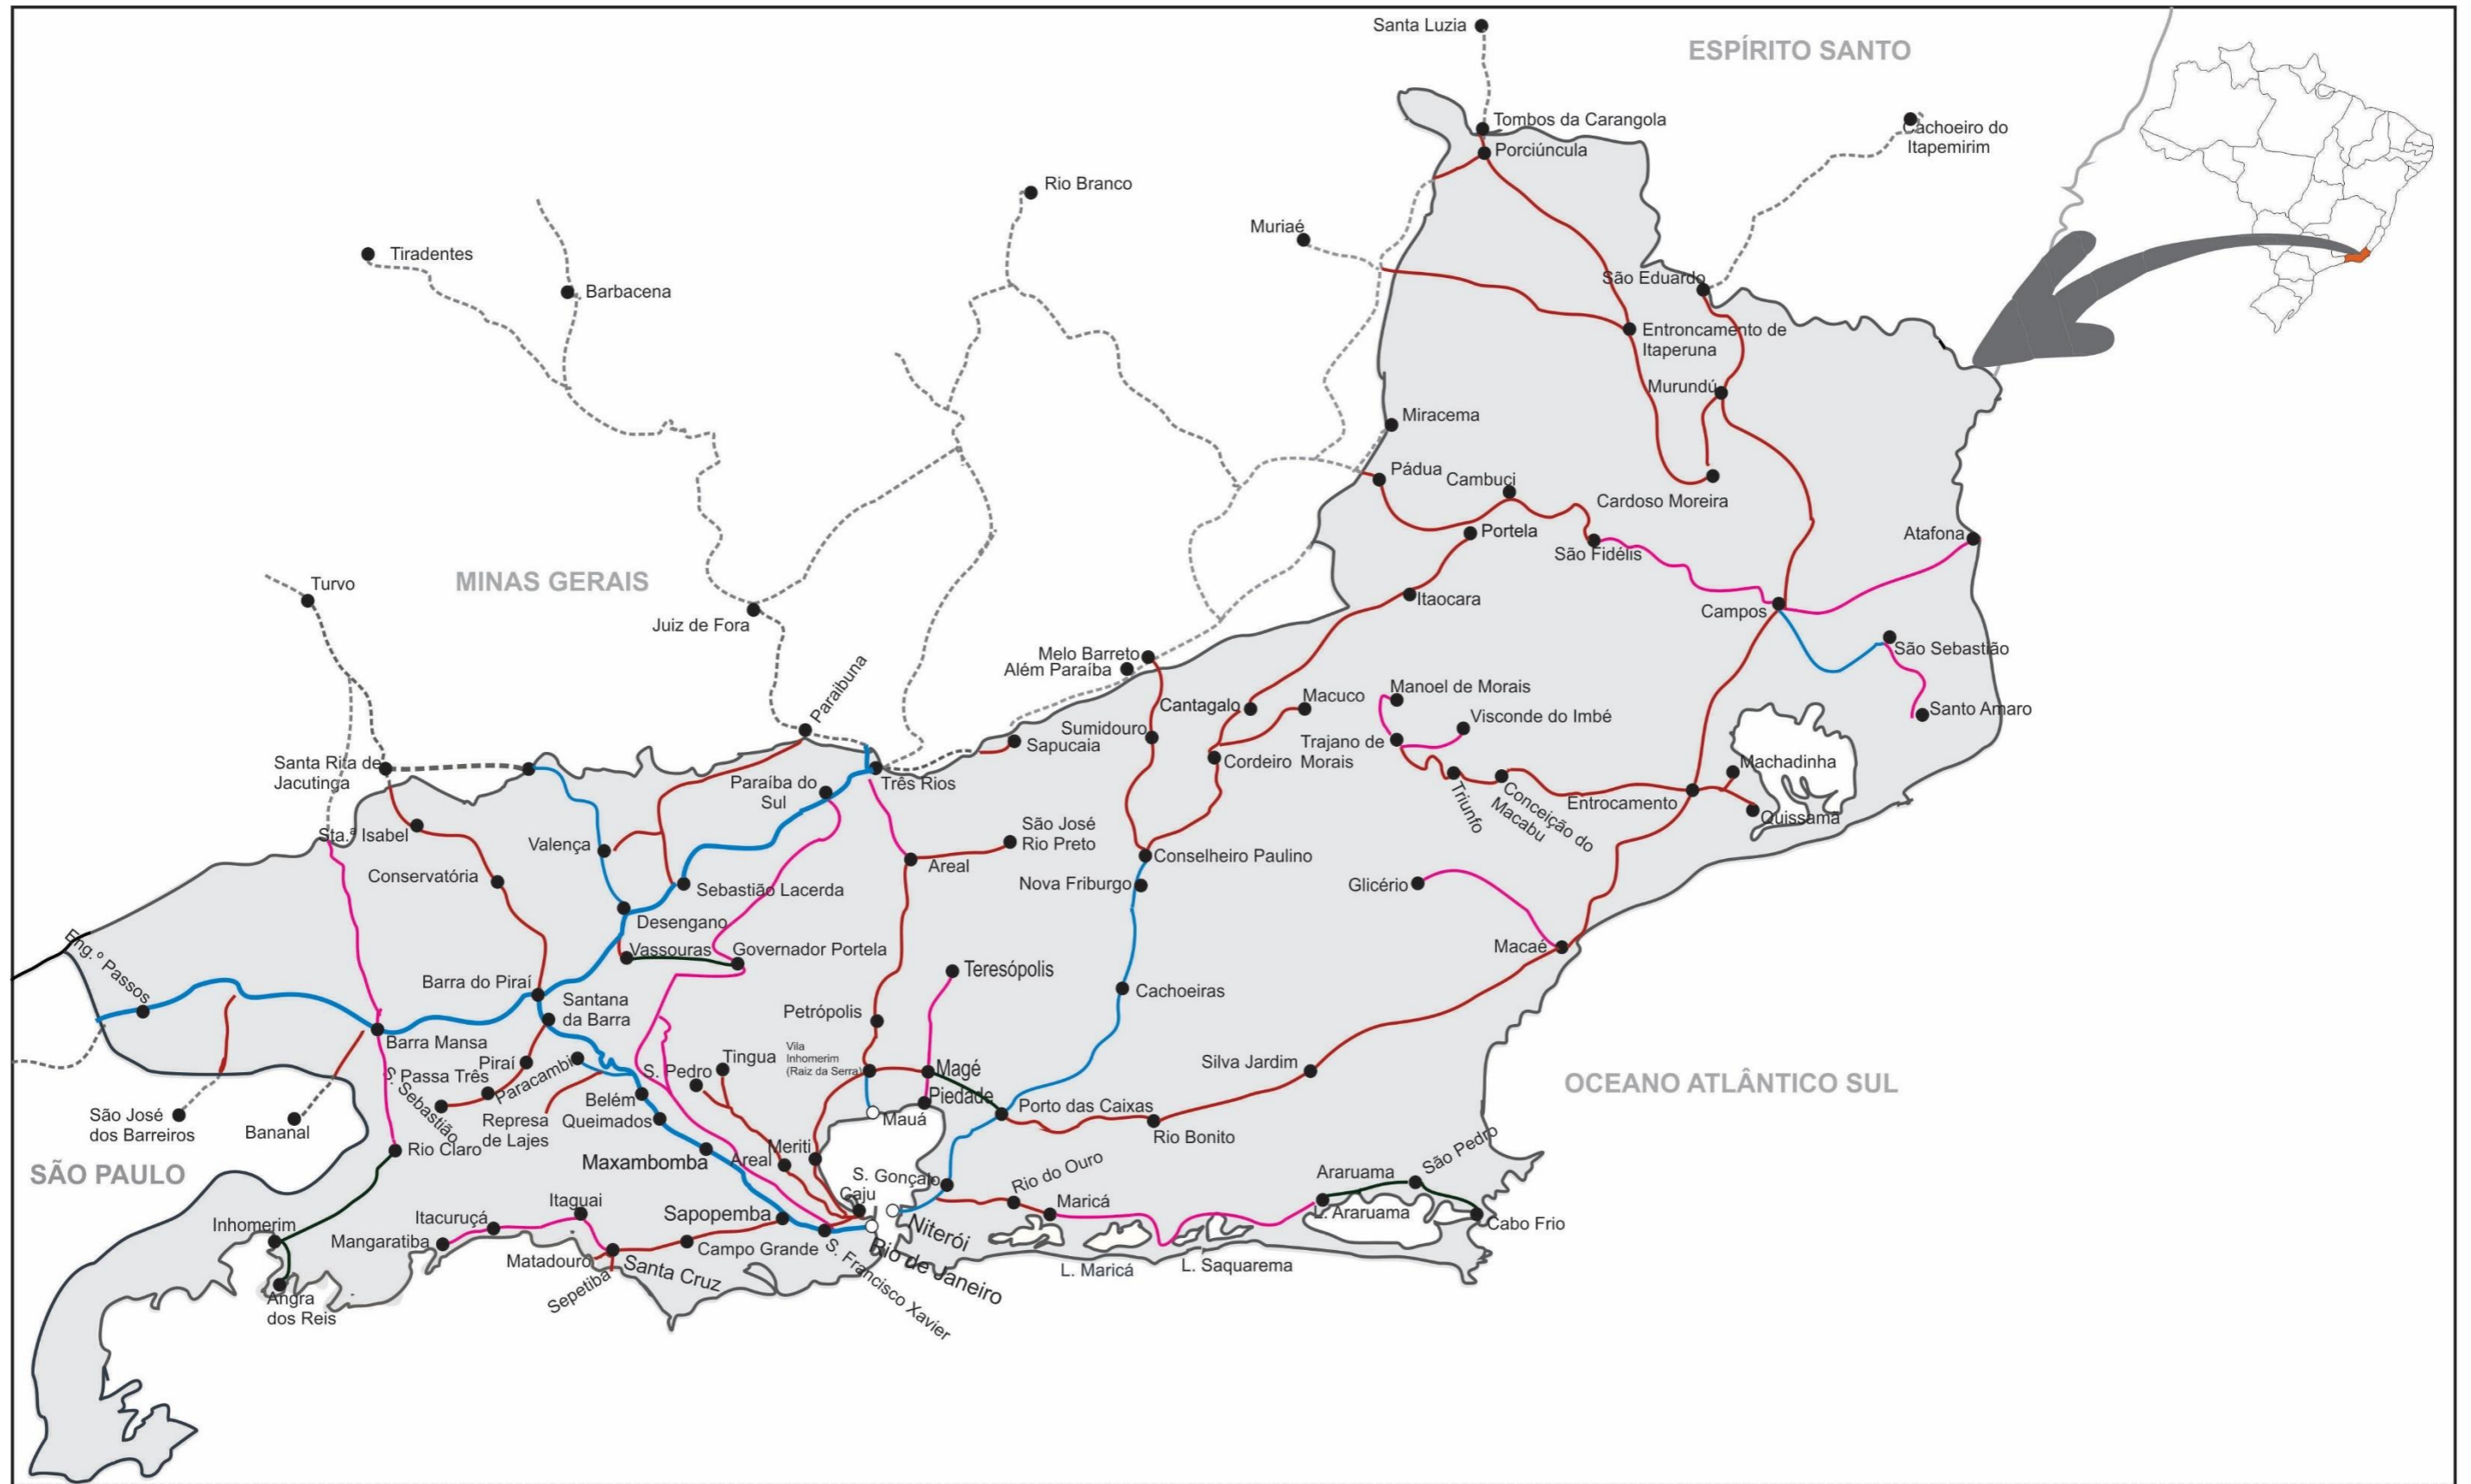 Santa Luzia
ESPÍRITO SANTO
Tombos da Carangola
Porciúncula
Cachoeiro do
Itapemirim
Rio Branco
Muriaé
Tiradentes
Barbacena
São Eduardo
Entroncamento de
Itaperuna
Murundú
Miracema
Pádua
Cambuci
Cardoso Moreira
Portela
São Fidélis
Atafona
MINAS GERAIS
Turvo
Juiz de Fora
Itaocara
Campos
São Sebastião
Santo Amaro
Melo Barreto
Além Paraíba
Paraibuna
Sumidouro
Sapucaia
Cantagalo
Macuco
Cordeiro
Manoel de Morais
Visconde do Imbé
Trajano de
Morais
Triunfo
Conceição do
Macabu
Entrocamento
Machadinha
Quissamã
Santa Rita de
Jacutinga
Paraíba do
Sul
Três Rios
Sta.ª Isabel
Valença
São José
Rio Preto
Areal
Conservatória
Sebastião Lacerda
Conselheiro Paulino
Nova Friburgo
Glicério
Desengano
Vassouras
Governador Portela
Macaé
Eng.º Passos
Barra do Piraí
Santana
da Barra
Teresópolis
Cachoeiras
Petrópolis
Barra Mansa
Piraí
Passa Três
S. Sebastião
Paracambi
S. Pedro
Tingua
Vila
Inhomerim
(Raiz da Serra)
Magé
Piedade
Silva Jardim
OCEANO ATLÂNTICO SUL
São José
dos Barreiros
Bananal
Represa
de Lajes
Belém
Queimados
Mauá
Porto das Caixas
Rio Bonito
SÃO PAULO
Rio Claro
Maxambomba
Areal
Meriti
S. Gonçalo
Caju
Rio do Ouro
Maricá
Araruama
São Pedro
L. Araruama
Cabo Frio
Inhomerim
Mangaratiba
Itacuruçá
Itaguai
Sapopemba
Campo Grande
Niterói
Rio de Janeiro
S. Francisco Xavier
Matadouro
Santa Cruz
Sepetiba
L. Maricá
L. Saquarema
Angra
dos Reis